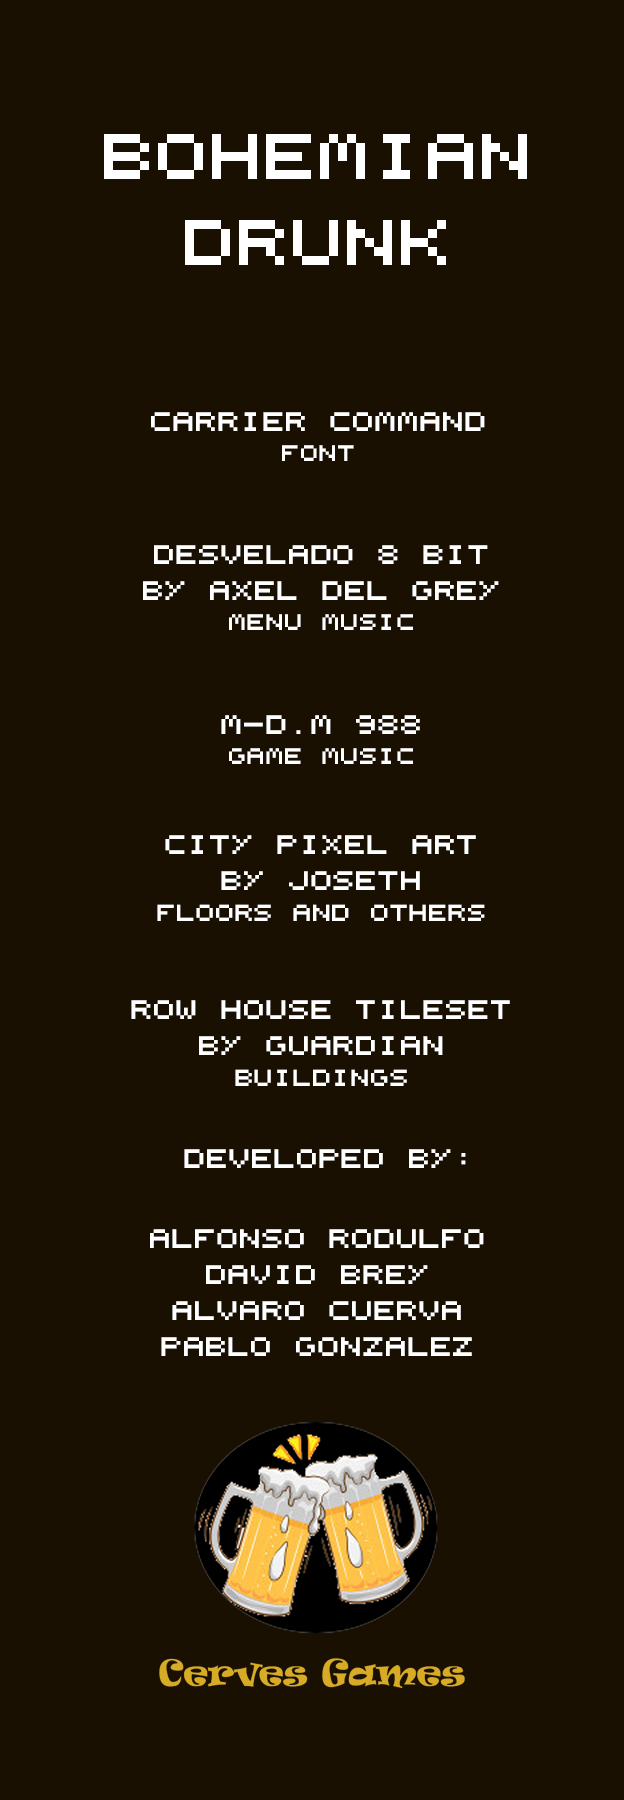 BOHEMIAN
DRUNK
CARRIER COMMAND
FONT
DESVELADO 8 BIT
BY AXEL DEL GREY
MENU MUSIC
M-D.M 988
GAME MUSIC
CITY PIXEL ART
BY JOSETH
FLOORS AND OTHERS
ROW HOUSE TILESET
BY GUARDIAN
BUILDINGS
DEVELOPED BY:
ALFONSO RODULFO
DAVID BREY
ALVARO CUERVA
PABLO GONZALEZ
Cerves Games